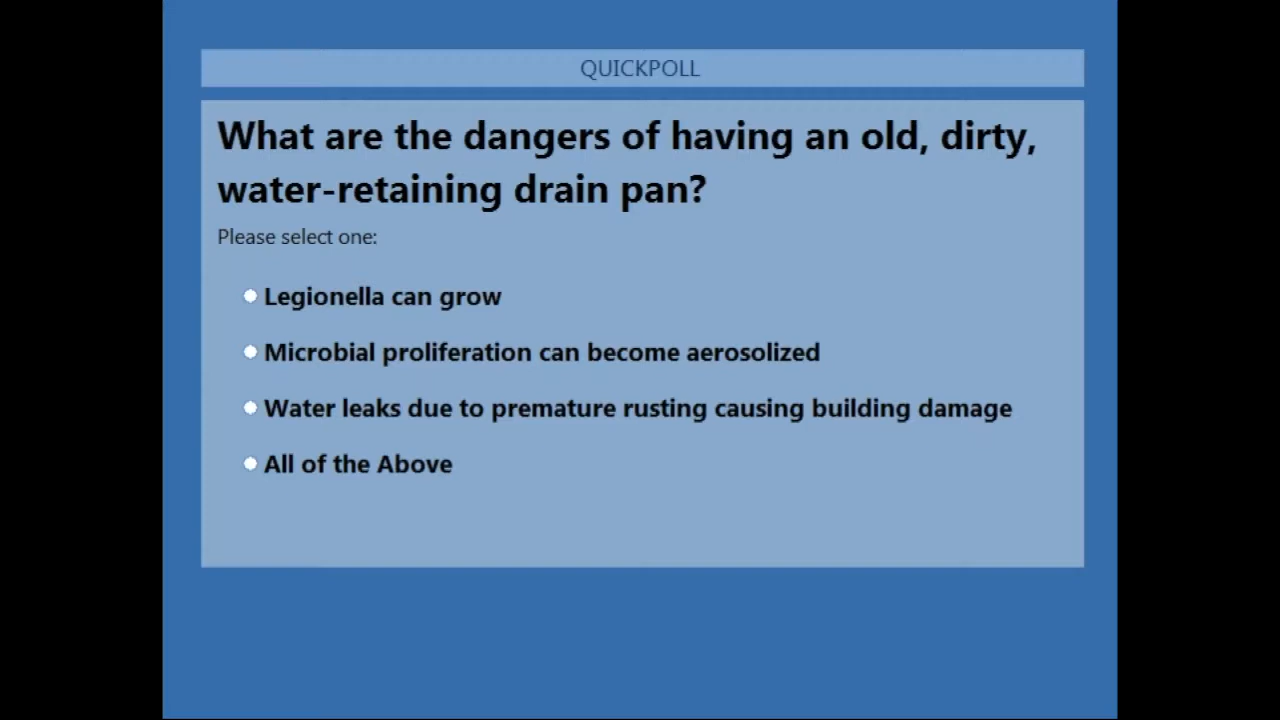 QUICKPOLL
What are the dangers of having an old, dirty,
water-retaining drain pan?
Please select one:
Legionella can grow
Microbial proliferation can become aerosolized
Water leaks due to premature rusting causing building damage
All of the Above